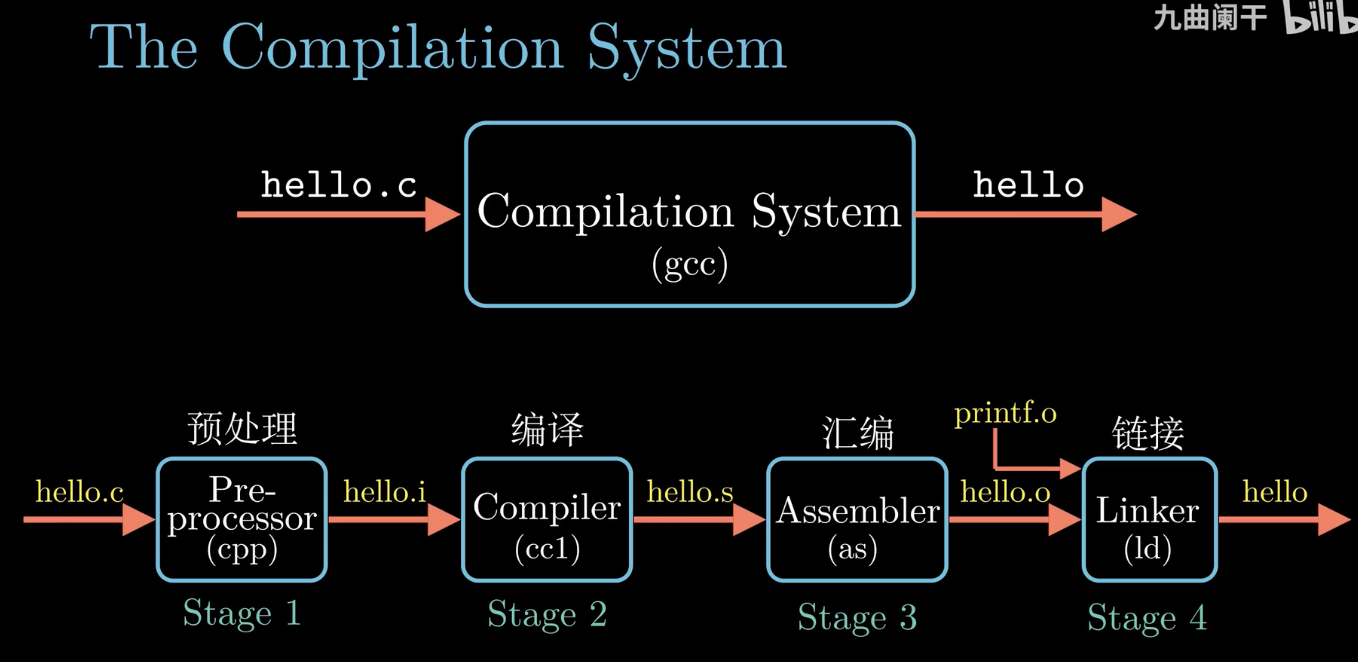 九曲阑干
The Compilation System
hello.c
hello
Compilation System
(gcc)
printf.o
预处理
编译
汇编
链接
hello.c
Pre-
processor
(cpp)
hello.i
Compiler
(cc1)
hello.s
Assembler
(as)
hello.o
Linker
(ld)
hello
Stage 1
Stage 2
Stage 3
Stage 4